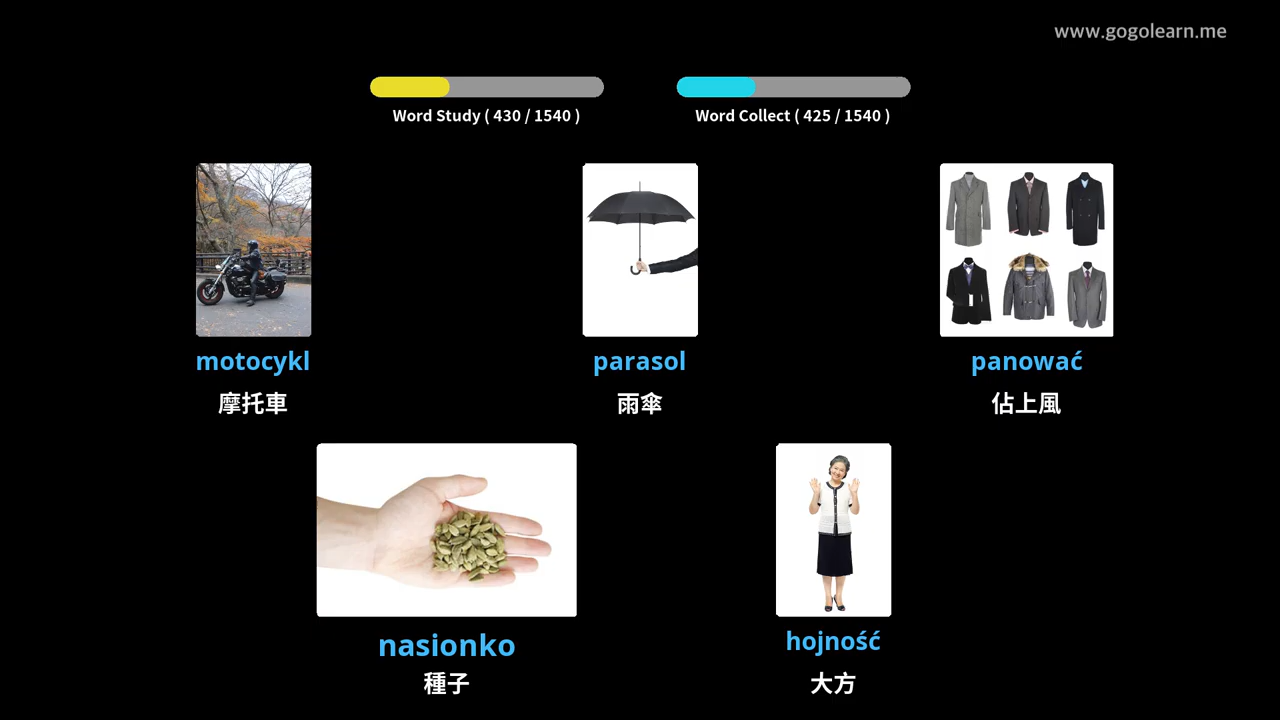 www.gogolearn.me
Word Study ( 430 / 1540 )
Word Collect ( 425 / 1540 )
motocykl
parasol
panować
摩托車
雨傘
佔上風
nasionko
hojność
種子
大方